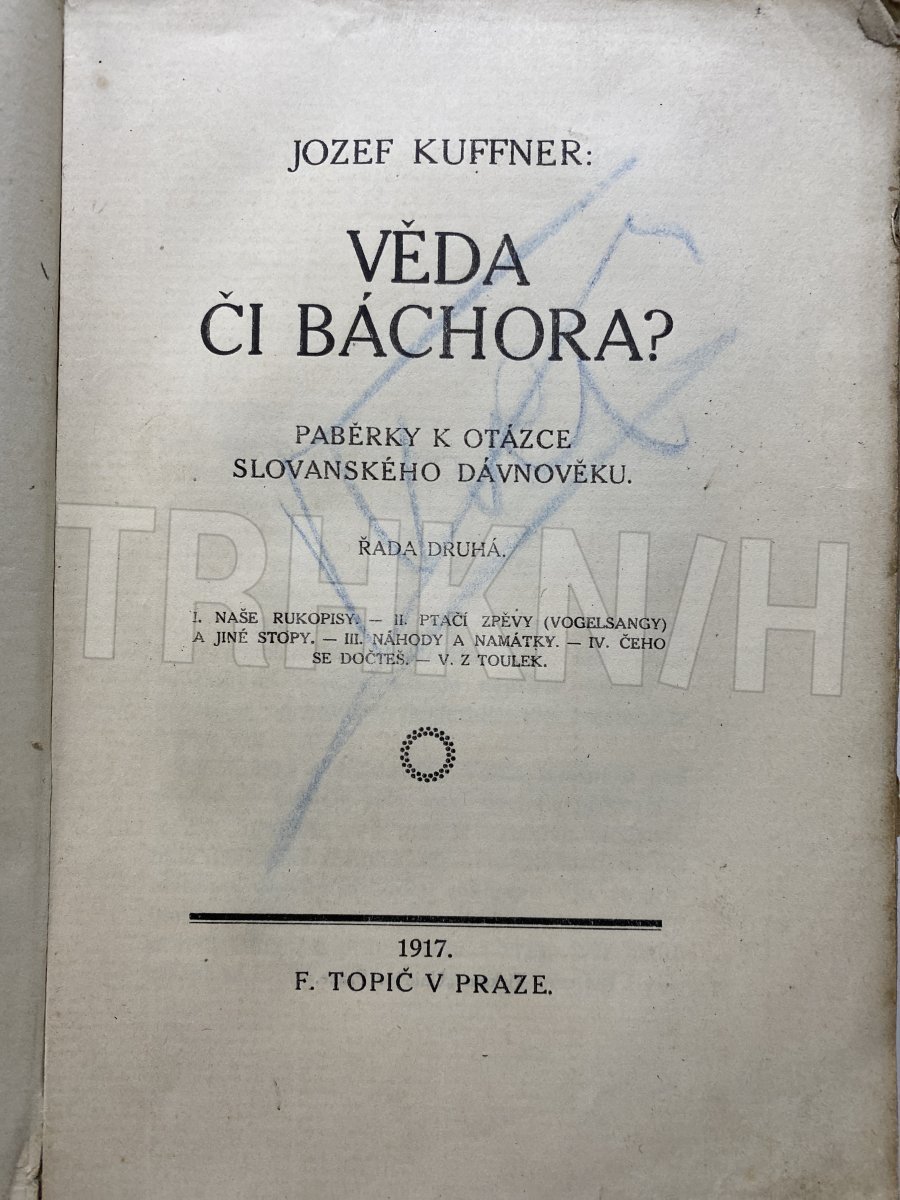 JOZEF KUFFNER:
VĚDA
ČI BÁCHORA?
PABĚRKY K OTÁZCE
SLOVANSKÉHO DÁVNOVĚKU.
ŘADA DRUHÁ.
I. NAŠE RUKOPISY. — II. PTAČÍ ZPĚVY (VOGELSANGY)
A JINÉ STOPY. — III. NÁHODY A NAMÁTKY. — IV. ČEHO
SE DOČTEŠ. — V. Z TOULEK.
TRHKN/H
1917.
F. TOPIČ V PRAZE.